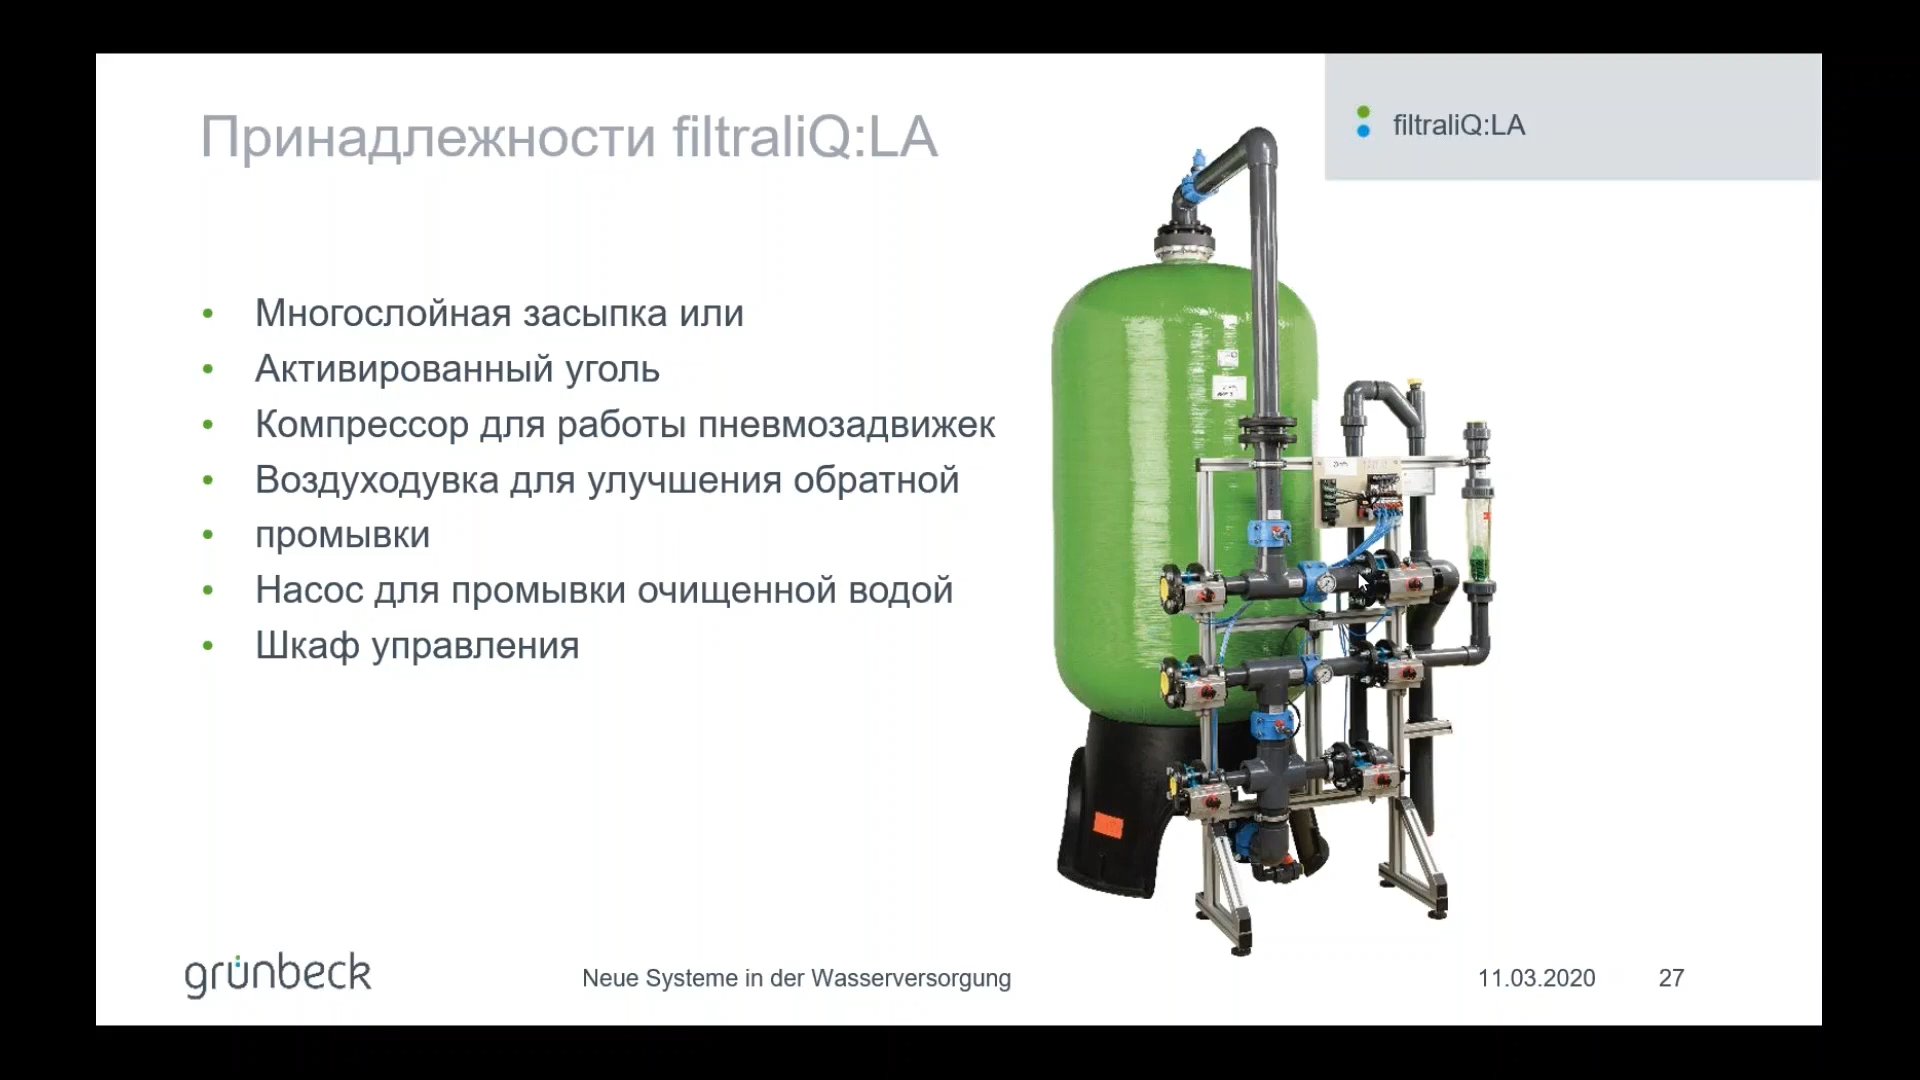 Принадлежности filtraliQ:LA
filtraliQ:LA
• Многослойная засыпка или
• Активированный уголь
• Компрессор для работы пневмозадвижек
• Воздуходувка для улучшения обратной
• промывки
• Насос для промывки очищенной водой
• Шкаф управления
grünbeck
Neue Systeme in der Wasserversorgung
11.03.2020
27